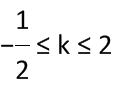 −1/2 ≤ k ≤ 2